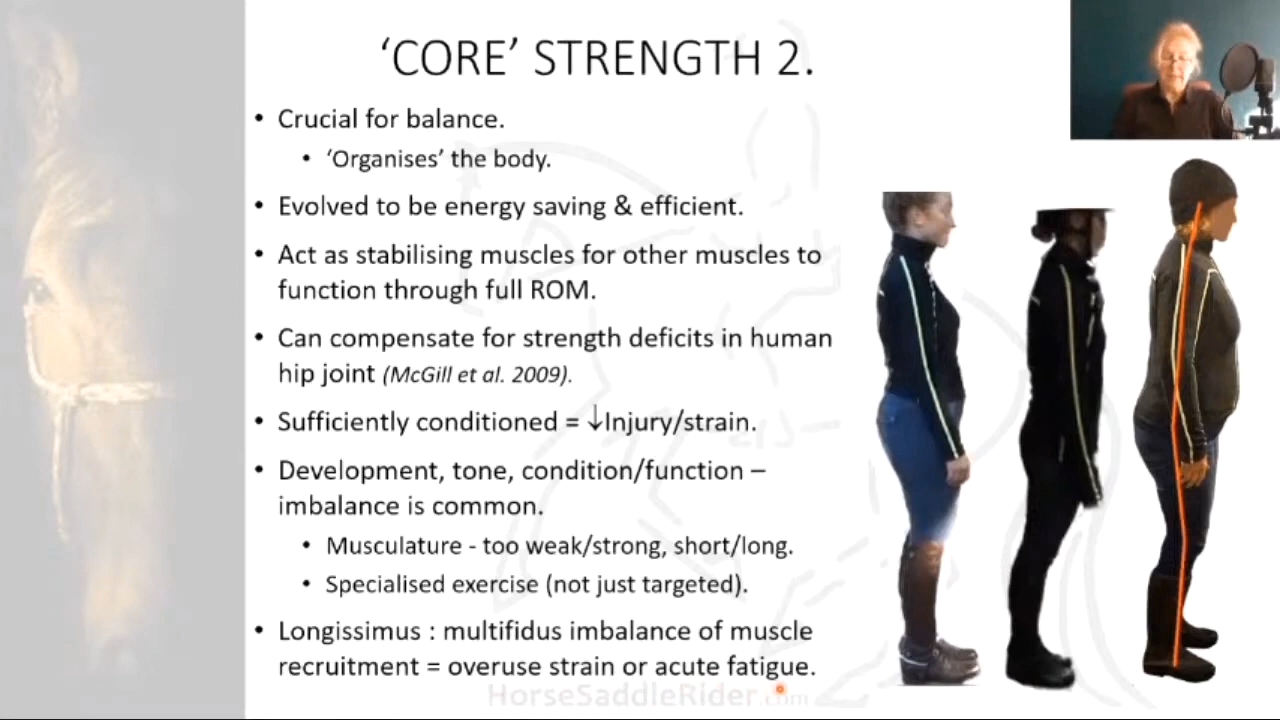 ‘CORE’ STRENGTH 2.
• Crucial for balance.
• ‘Organises’ the body.
• Evolved to be energy saving & efficient.
• Act as stabilising muscles for other muscles to
function through full ROM.
• Can compensate for strength deficits in human
hip joint (McGill et al. 2009).
• Sufficiently conditioned = ↓Injury/strain.
• Development, tone, condition/function –
imbalance is common.
• Musculature - too weak/strong, short/long.
• Specialised exercise (not just targeted).
• Longissimus : multifidus imbalance of muscle
recruitment = overuse strain or acute fatigue.
HorseSaddleRider.com